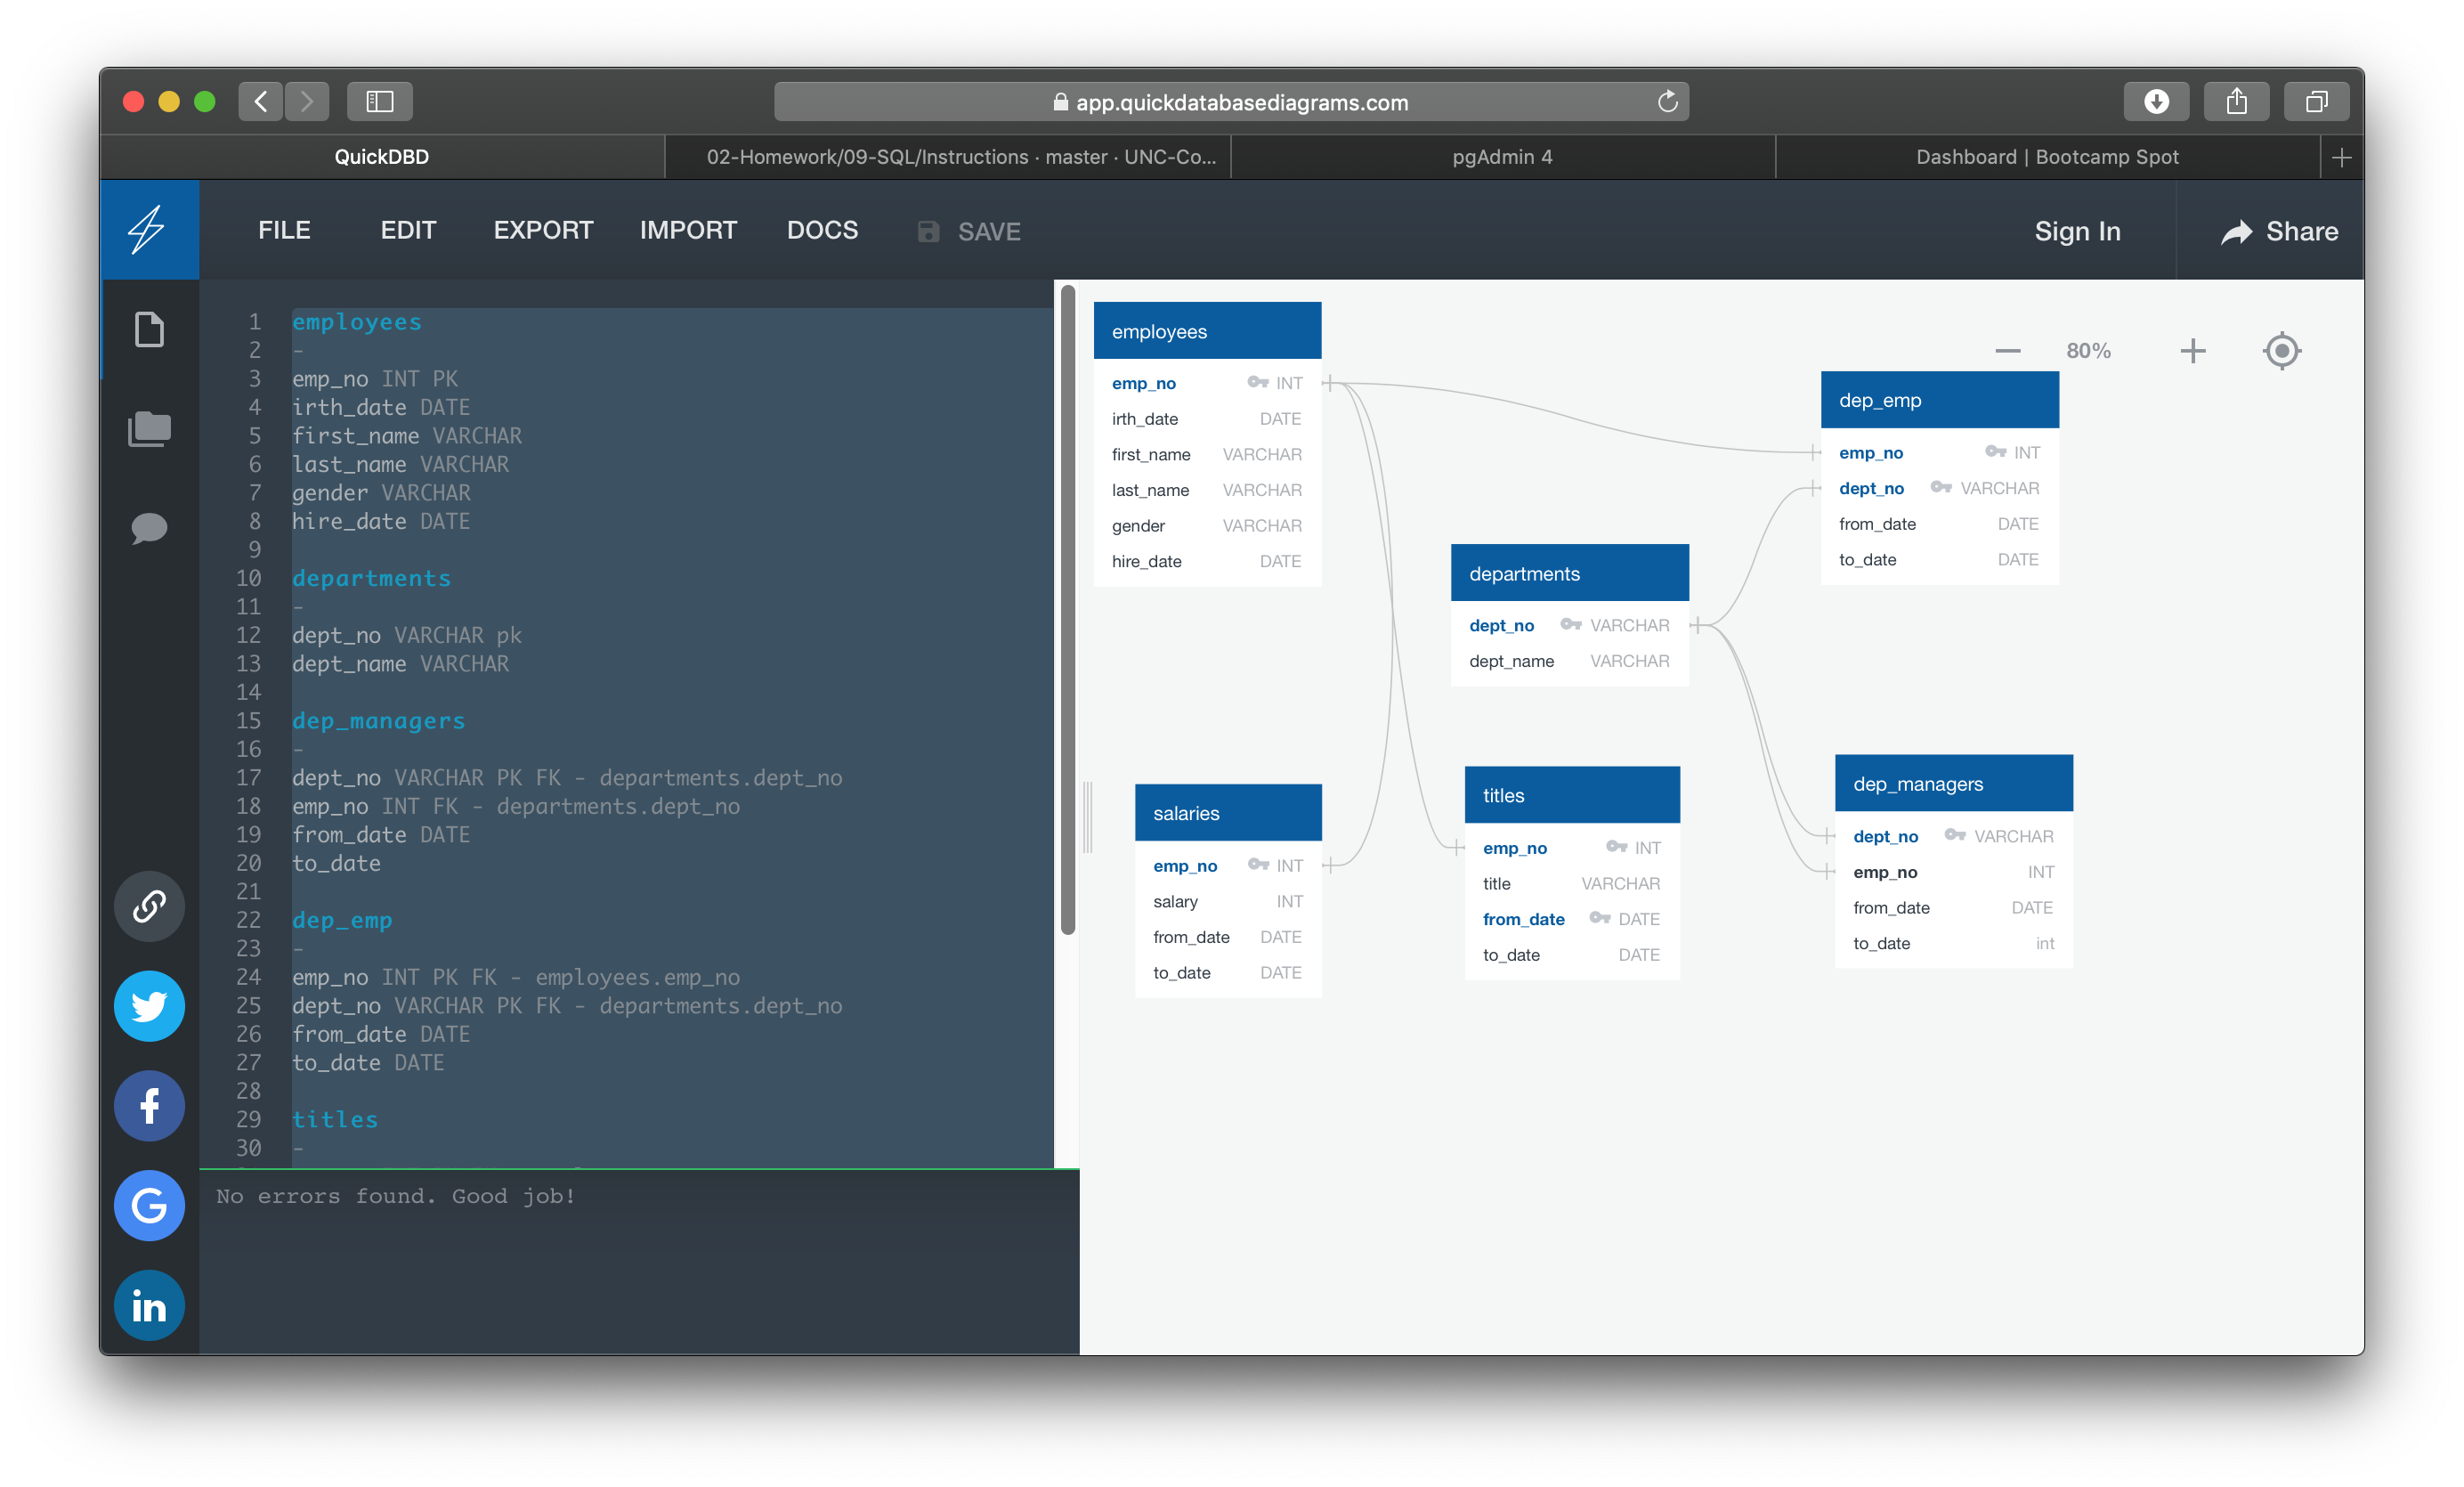 app.quickdatabasediagrams.com
QuickDBD
02-Homework/09-SQL/Instructions · master · UNC-Co...
pgAdmin 4
Dashboard | Bootcamp Spot
FILE EDIT EXPORT IMPORT DOCS SAVE Sign In Share
1 employees
2 -
3 emp_no INT PK
4 irth_date DATE
5 first_name VARCHAR
6 last_name VARCHAR
7 gender VARCHAR
8 hire_date DATE
9
10 departments
11 -
12 dept_no VARCHAR pk
13 dept_name VARCHAR
14
15 dep_managers
16 -
17 dept_no VARCHAR PK FK - departments.dept_no
18 emp_no INT FK - departments.dept_no
19 from_date DATE
20 to_date
21
22 dep_emp
23 -
24 emp_no INT PK FK - employees.emp_no
25 dept_no VARCHAR PK FK - departments.dept_no
26 from_date DATE
27 to_date DATE
28
29 titles
30 -
No errors found. Good job!
80%
employees
emp_no INT
irth_date DATE
first_name VARCHAR
last_name VARCHAR
gender VARCHAR
hire_date DATE
dep_emp
emp_no INT
dept_no VARCHAR
from_date DATE
to_date DATE
departments
dept_no VARCHAR
dept_name VARCHAR
salaries
emp_no INT
salary INT
from_date DATE
to_date DATE
titles
emp_no INT
title VARCHAR
from_date DATE
to_date DATE
dep_managers
dept_no VARCHAR
emp_no INT
from_date DATE
to_date int